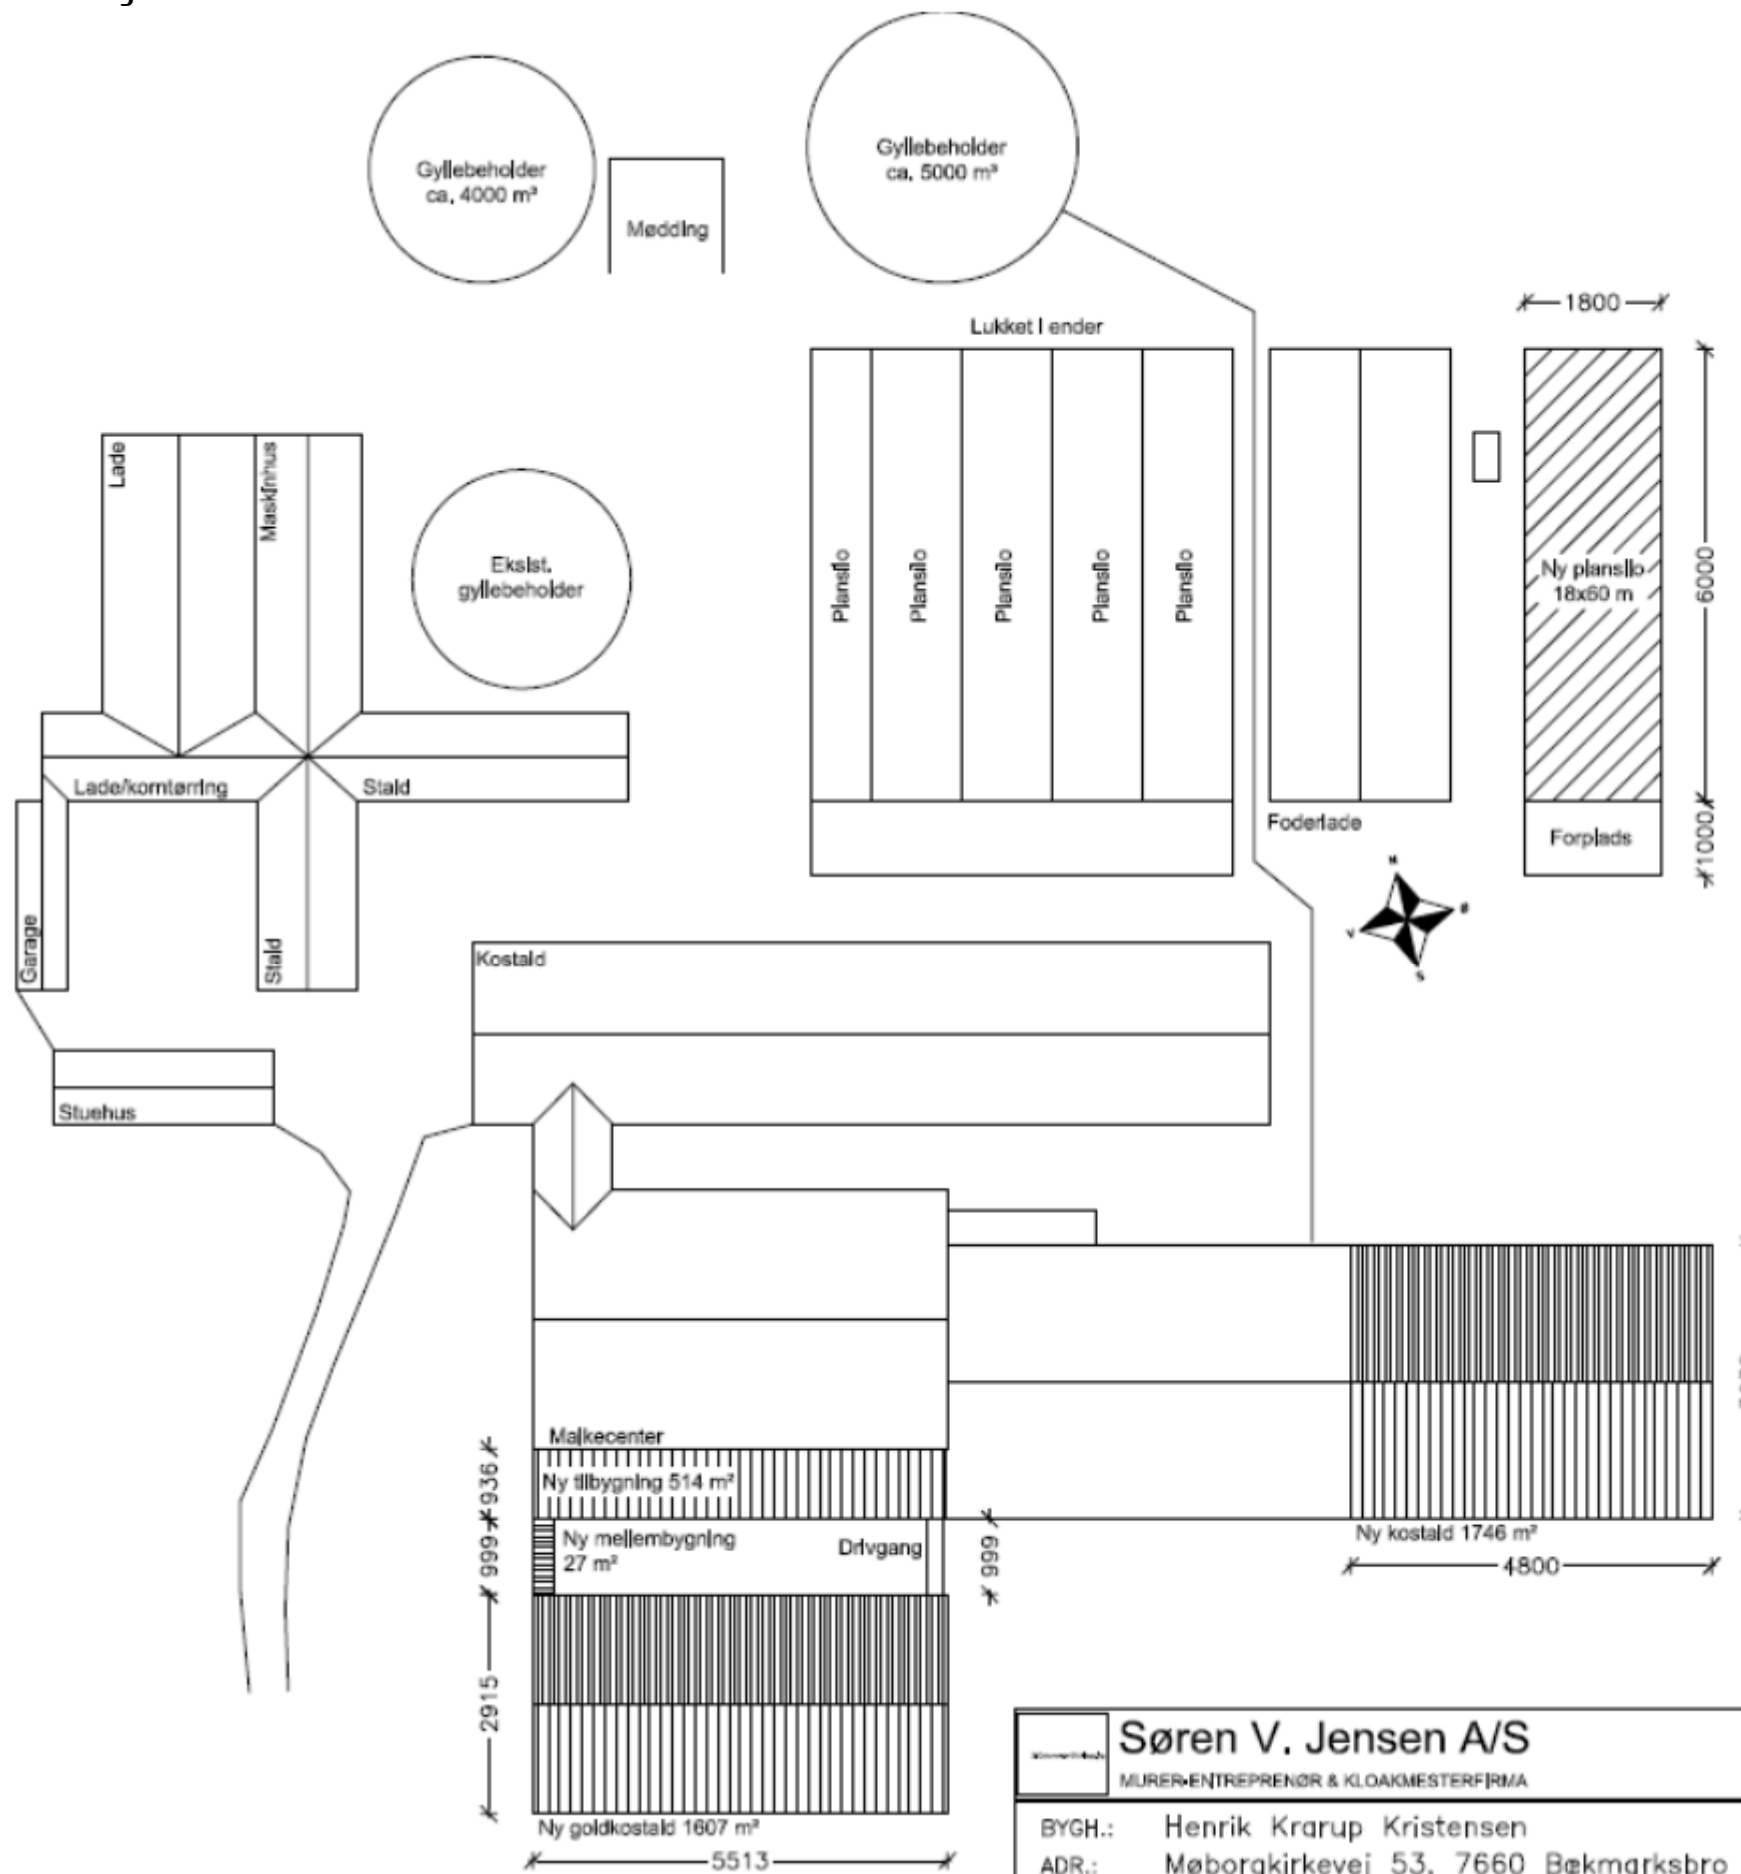 Gyllebeholder
ca. 4000 m³
Mødding
Gyllebeholder
ca. 5000 m³
Lukket i ender
1800
Lade
Maskinhus
Eksist.
gyllebeholder
Plansilo
Plansilo
Plansilo
Plansilo
Plansilo
Ny plansilo
18x60 m
6000
Lade/korntørring
Stald
Foderlade
Forplads
1000
N
Ø
V
S
Garage
Stald
Kostald
Stuehus
Malkecenter
936
Ny tilbygning 514 m²
999
Ny mellembygning
27 m²
Drivgang
999
Ny kostald 1746 m²
4800
2915
Ny goldkostald 1607 m²
5513
Søren V. Jensen A/S
MURER-ENTREPRENØR & KLOAKMESTERFIRMA
BYGH.: Henrik Krarup Kristensen
ADR.: Møborgkirkevej 53, 7660 Bækmarksbro